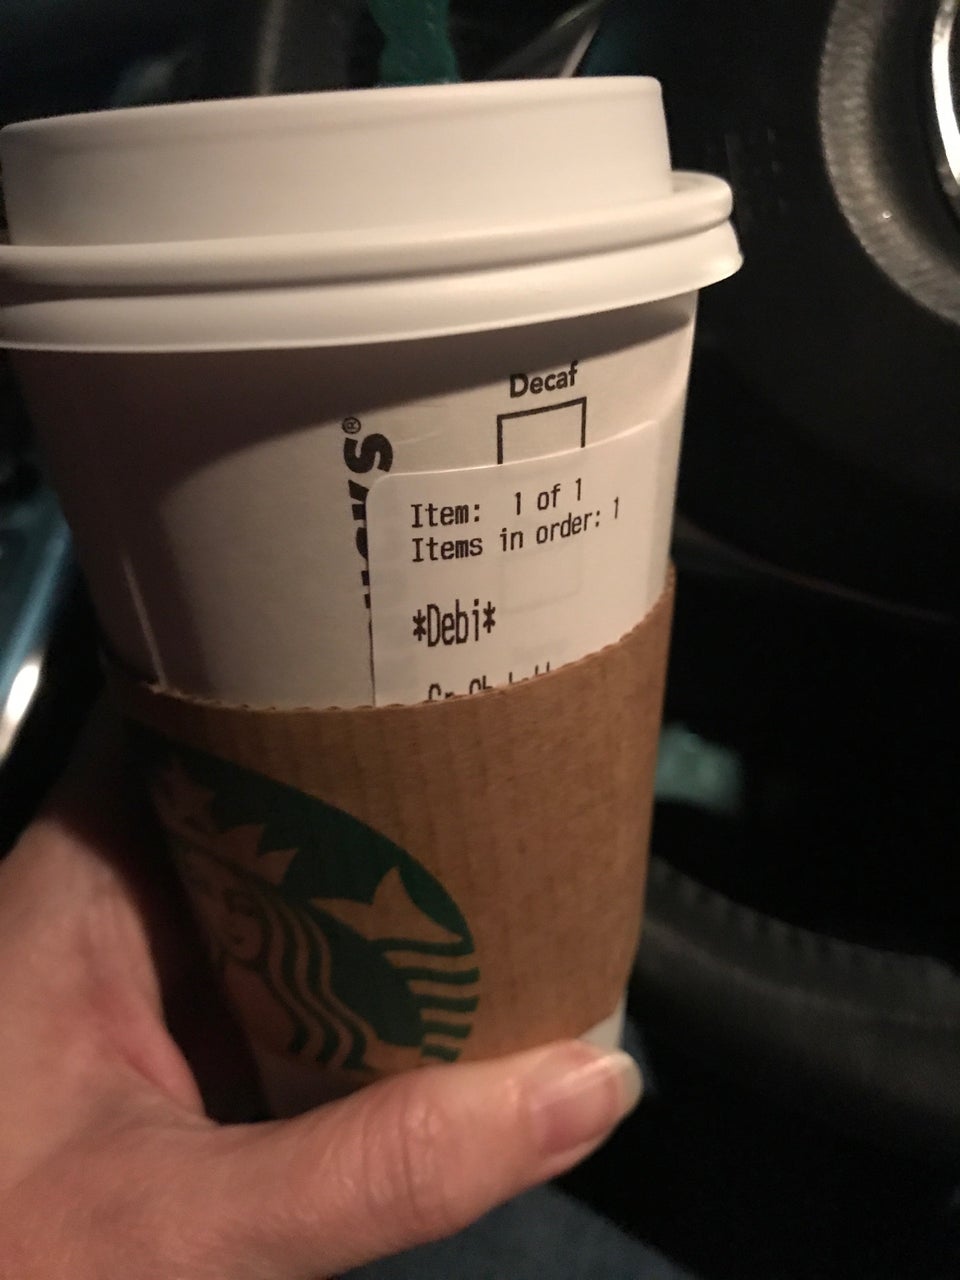 Decaf
Item: 1 of 1
Items in order: 1
*Debi*